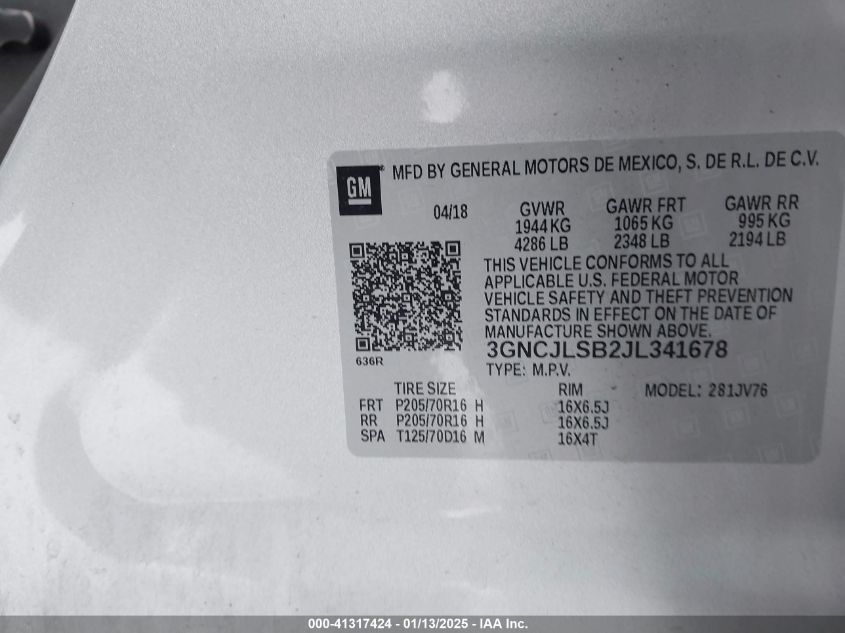 GM® MFD BY GENERAL MOTORS DE MEXICO, S. DE R.L. DE C.V.
04/18 GVWR GAWR FRT GAWR RR
1944 KG 1065 KG 995 KG
4286 LB 2348 LB 2194 LB
THIS VEHICLE CONFORMS TO ALL
APPLICABLE U.S. FEDERAL MOTOR
VEHICLE SAFETY AND THEFT PREVENTION
STANDARDS IN EFFECT ON THE DATE OF
MANUFACTURE SHOWN ABOVE.
636R 3GNCJLSB2JL341678
TYPE: M.P.V.
TIRE SIZE RIM MODEL: 281JV76
FRT P205/70R16 H 16X6.5J
RR P205/70R16 H 16X6.5J
SPA T125/70D16 M 16X4T
000-41317424 - 01/13/2025 - IAA Inc.